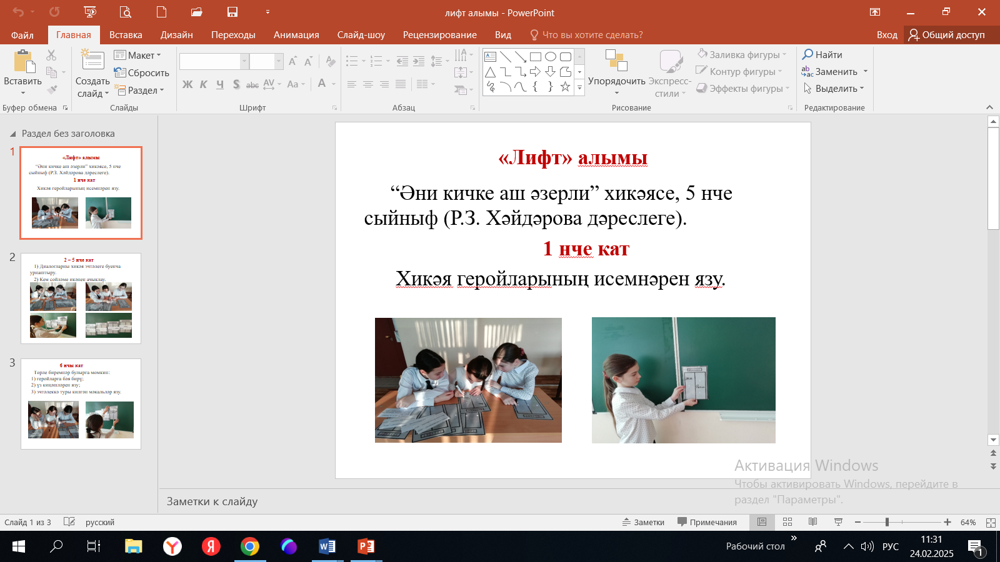 лифт алымы - PowerPoint
Файл Главная Вставка Дизайн Переходы Анимация Слайд-шоу Рецензирование Вид Что вы хотите сделать? Вход Общий доступ
Вставить
Создать слайд
Макет
Сбросить
Раздел
Ж К Ч S abc AV Aa A
Упорядочить
Экспресс-стили
Заливка фигуры
Контур фигуры
Эффекты фигуры
Найти
Заменить
Выделить
Буфер обмена Слайды Шрифт Абзац Рисование Редактирование
Раздел без заголовка
1
«Лифт» алымы
“Әни кичке аш әзерли” хикәясе, 5 нче
сыйныф (Р.З. Хәйдәрова дәреслеге).
1 нче кат
Хикәя геройларының исемнәрен язу.
2
2 – 5 нче кат
1) Диалогларны хикәя эчтәлеге буенча
урнаштыру.
2) Кем сөйләме икәнен ачыклау.
3
6 нчы кат
Төрле биремнәр булырга мөмкин:
1) геройларга бәя бирү;
2) үз киңәшләрен язу;
3) эчтәлеккә туры килгән мәкальләр язу.
«Лифт» алымы
“Әни кичке аш әзерли” хикәясе, 5 нче
сыйныф (Р.З. Хәйдәрова дәреслеге).
1 нче кат
Хикәя геройларының исемнәрен язу.
Активация Windows
Чтобы активировать Windows, перейдите в
раздел "Параметры".
Заметки к слайду
Слайд 1 из 3 русский Заметки Примечания 64%
Рабочий стол РУС 11:31
24.02.2025
1